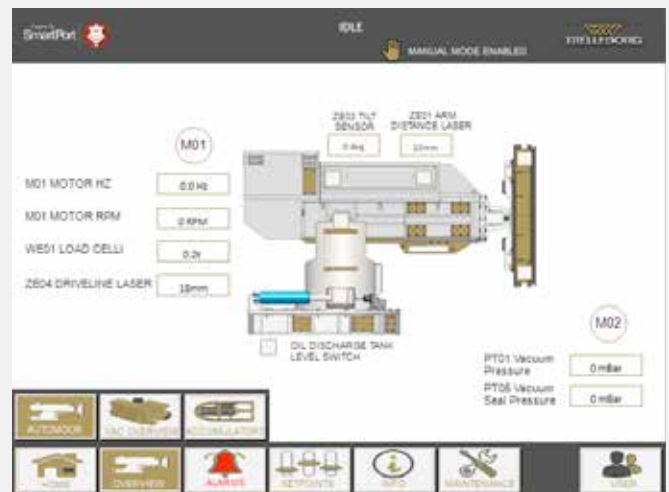 SmartPort
IDLE
MANUAL MODE ENABLED
TRELLEBORG
ZE03 TILT SENSOR
0 deg
ZE01 ARM DISTANCE LASER
M01
M01 MOTOR HZ
0.0 Hz
M01 MOTOR RPM
0 RPM
WE01 LOAD CELL
ZE04 DRIVELINE LASER
18mm
OIL DISCHARGE TANK
LEVEL SWITCH
M02
PT01 Vacuum
Pressure
0 mBar
PT05 Vacuum
Seal Pressure
0 mBar
AUTOMOOR
VAC OVERVIEW
ACCUMULATORS
HOME
OVERVIEW
ALARMS
SETPOINTS
INFO
MAINTENANCE
USER